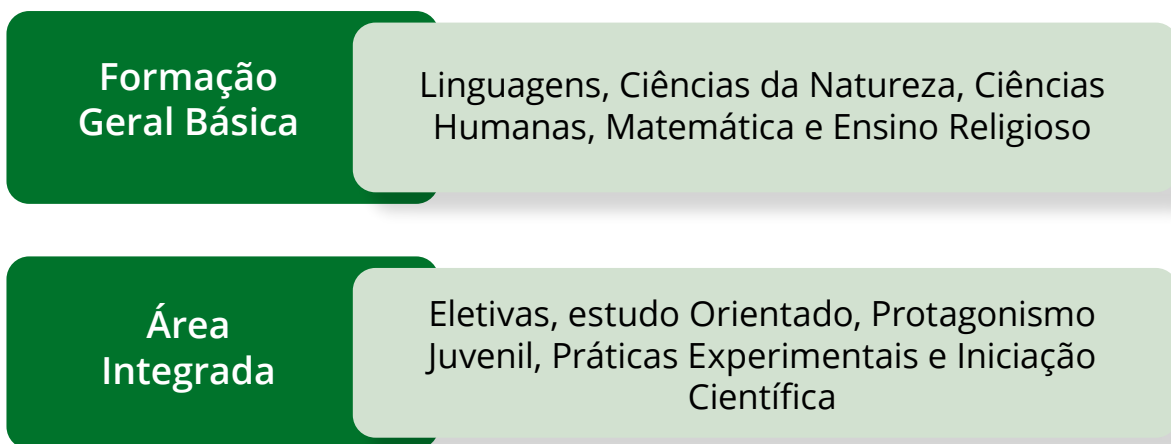 Formação
Geral Básica
Linguagens, Ciências da Natureza, Ciências
Humanas, Matemática e Ensino Religioso
Área
Integrada
Eletivas, estudo Orientado, Protagonismo
Juvenil, Práticas Experimentais e Iniciação
Científica